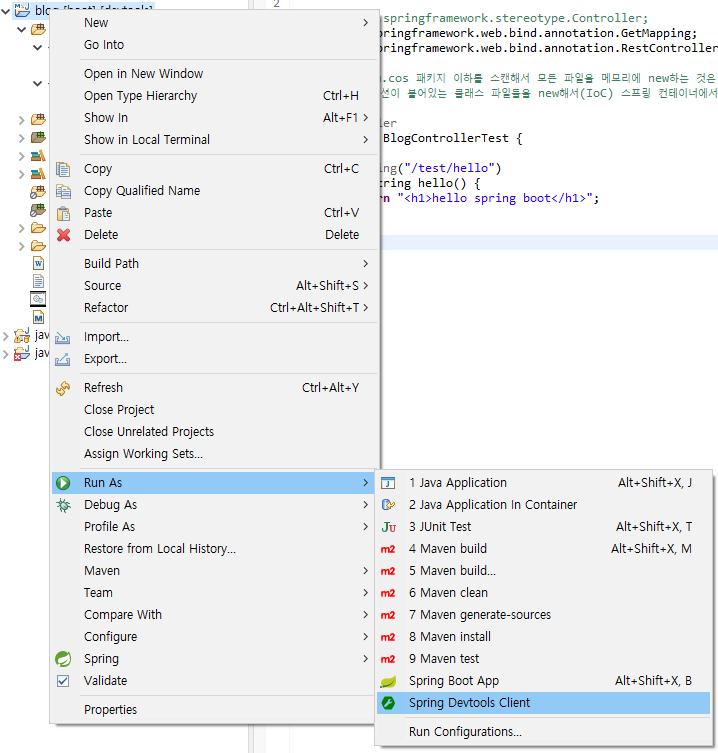 blog [boot] [devtools]
jav
jav
New
Go Into
Open in New Window
Open Type Hierarchy Ctrl+H
Show In Alt+F1
Show in Local Terminal
Copy Ctrl+C
Copy Qualified Name
Paste Ctrl+V
Delete Delete
Build Path
Source Alt+Shift+S
Refactor Ctrl+Alt+Shift+T
Import...
Export...
Refresh Ctrl+Alt+Y
Close Project
Close Unrelated Projects
Assign Working Sets...
Run As
Debug As
Profile As
Restore from Local History...
Maven
Team
Compare With
Configure
Spring
Validate
Properties
1 Java Application Alt+Shift+X, J
2 Java Application In Container
3 JUnit Test Alt+Shift+X, T
4 Maven build Alt+Shift+X, M
5 Maven build...
6 Maven clean
7 Maven generate-sources
8 Maven install
9 Maven test
Spring Boot App Alt+Shift+X, B
Spring Devtools Client
Run Configurations...
2
springframework.stereotype.Controller;
pringframework.web.bind.annotation.GetMapping;
pringframework.web.bind.annotation.RestController
.cos 패키지 이하를 스캔해서 모든 파일을 메모리에 new하는 것은
션이 붙어있는 클래스 파일들을 new해서(IoC) 스프링 컨테이너에서
ler
BlogControllerTest {
ing("/test/hello")
tring hello() {
rn "<h1>hello spring boot</h1>";